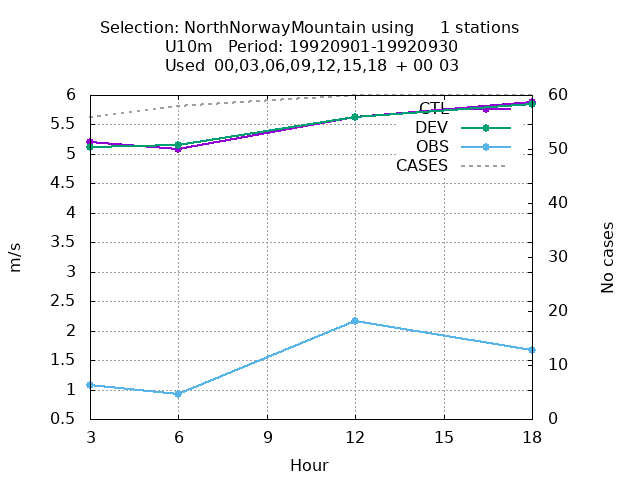 Selection: NorthNorwayMountain using 1 stations
U10m Period: 19920901-19920930
Used 00,03,06,09,12,15,18 + 00 03
6
5.5
5
4.5
4
3.5
3
2.5
2
1.5
1
0.5
60
50
40
30
20
10
0
CTL
DEV
OBS
CASES
m/s
No cases
3 6 9 12 15 18
Hour